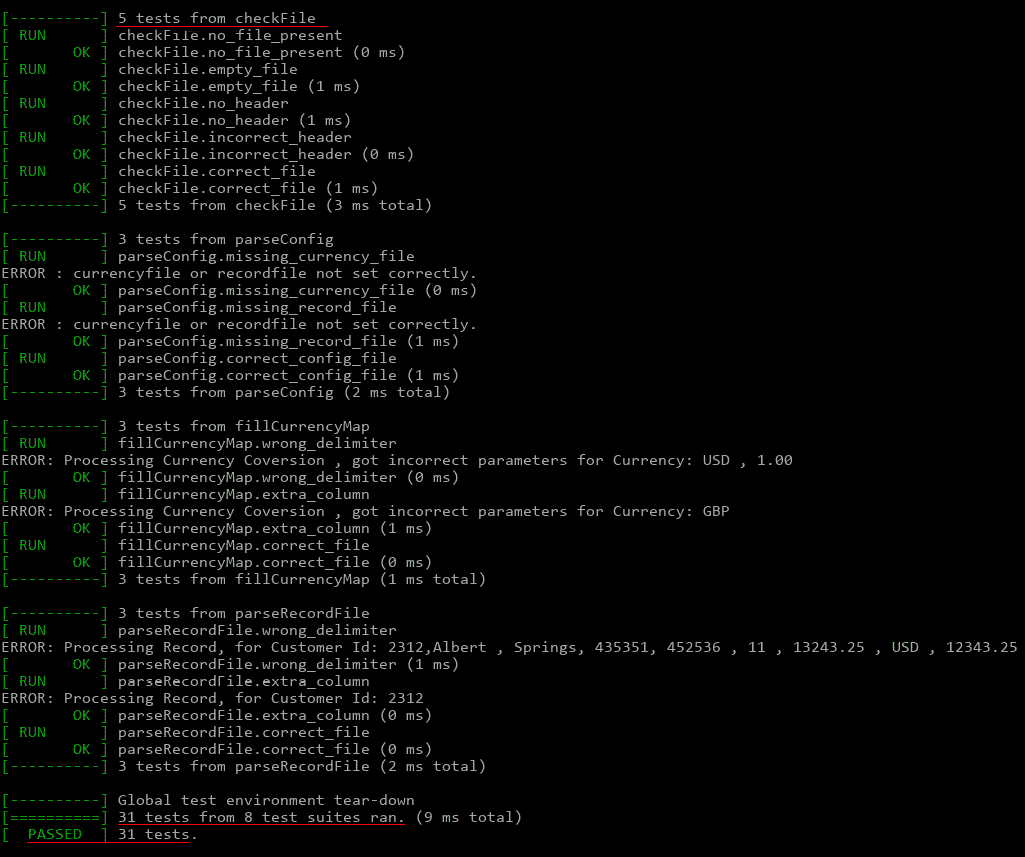 [----------] 5 tests from checkFile
[ RUN      ] checkFile.no_file_present
[       OK ] checkFile.no_file_present (0 ms)
[ RUN      ] checkFile.empty_file
[       OK ] checkFile.empty_file (1 ms)
[ RUN      ] checkFile.no_header
[       OK ] checkFile.no_header (1 ms)
[ RUN      ] checkFile.incorrect_header
[       OK ] checkFile.incorrect_header (0 ms)
[ RUN      ] checkFile.correct_file
[       OK ] checkFile.correct_file (1 ms)
[----------] 5 tests from checkFile (3 ms total)

[----------] 3 tests from parseConfig
[ RUN      ] parseConfig.missing_currency_file
ERROR : currencyfile or recordfile not set correctly.
[       OK ] parseConfig.missing_currency_file (0 ms)
[ RUN      ] parseConfig.missing_record_file
ERROR : currencyfile or recordfile not set correctly.
[       OK ] parseConfig.missing_record_file (1 ms)
[ RUN      ] parseConfig.correct_config_file
[       OK ] parseConfig.correct_config_file (1 ms)
[----------] 3 tests from parseConfig (2 ms total)

[----------] 3 tests from fillCurrencyMap
[ RUN      ] fillCurrencyMap.wrong_delimiter
ERROR: Processing Currency Coversion , got incorrect parameters for Currency: USD , 1.00
[       OK ] fillCurrencyMap.wrong_delimiter (0 ms)
[ RUN      ] fillCurrencyMap.extra_column
ERROR: Processing Currency Coversion , got incorrect parameters for Currency: GBP
[       OK ] fillCurrencyMap.extra_column (1 ms)
[ RUN      ] fillCurrencyMap.correct_file
[       OK ] fillCurrencyMap.correct_file (0 ms)
[----------] 3 tests from fillCurrencyMap (1 ms total)

[----------] 3 tests from parseRecordFile
[ RUN      ] parseRecordFile.wrong_delimiter
ERROR: Processing Record, for Customer Id: 2312,Albert , Springs, 435351, 452536 , 11 , 13243.25 , USD , 12343.25
[       OK ] parseRecordFile.wrong_delimiter (1 ms)
[ RUN      ] parseRecordFile.extra_column
ERROR: Processing Record, for Customer Id: 2312
[       OK ] parseRecordFile.extra_column (0 ms)
[ RUN      ] parseRecordFile.correct_file
[       OK ] parseRecordFile.correct_file (0 ms)
[----------] 3 tests from parseRecordFile (2 ms total)

[----------] Global test environment tear-down
[==========] 31 tests from 8 test suites ran. (9 ms total)
[  PASSED  ] 31 tests.